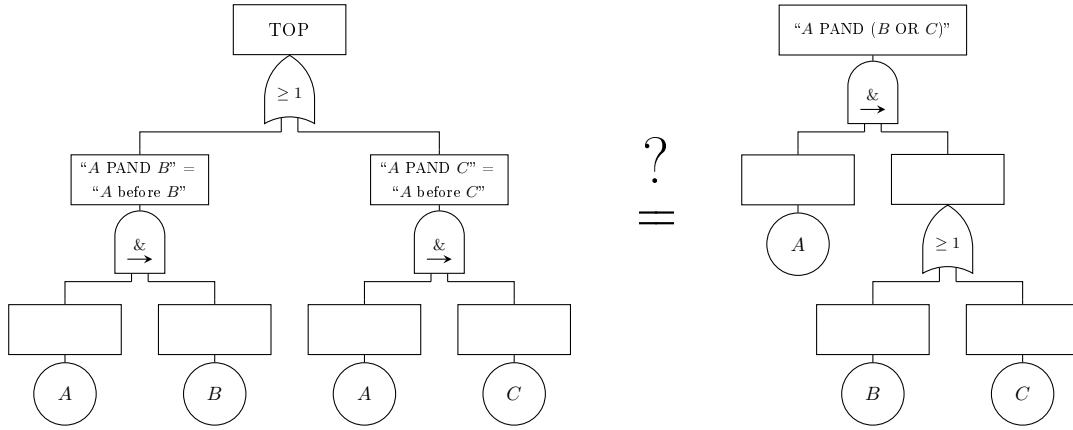 TOP
≥ 1
“A PAND B” =
“A before B”
&
A
B
“A PAND C” =
“A before C”
&
A
C
?
=
“A PAND (B OR C)”
&
A
≥ 1
B
C